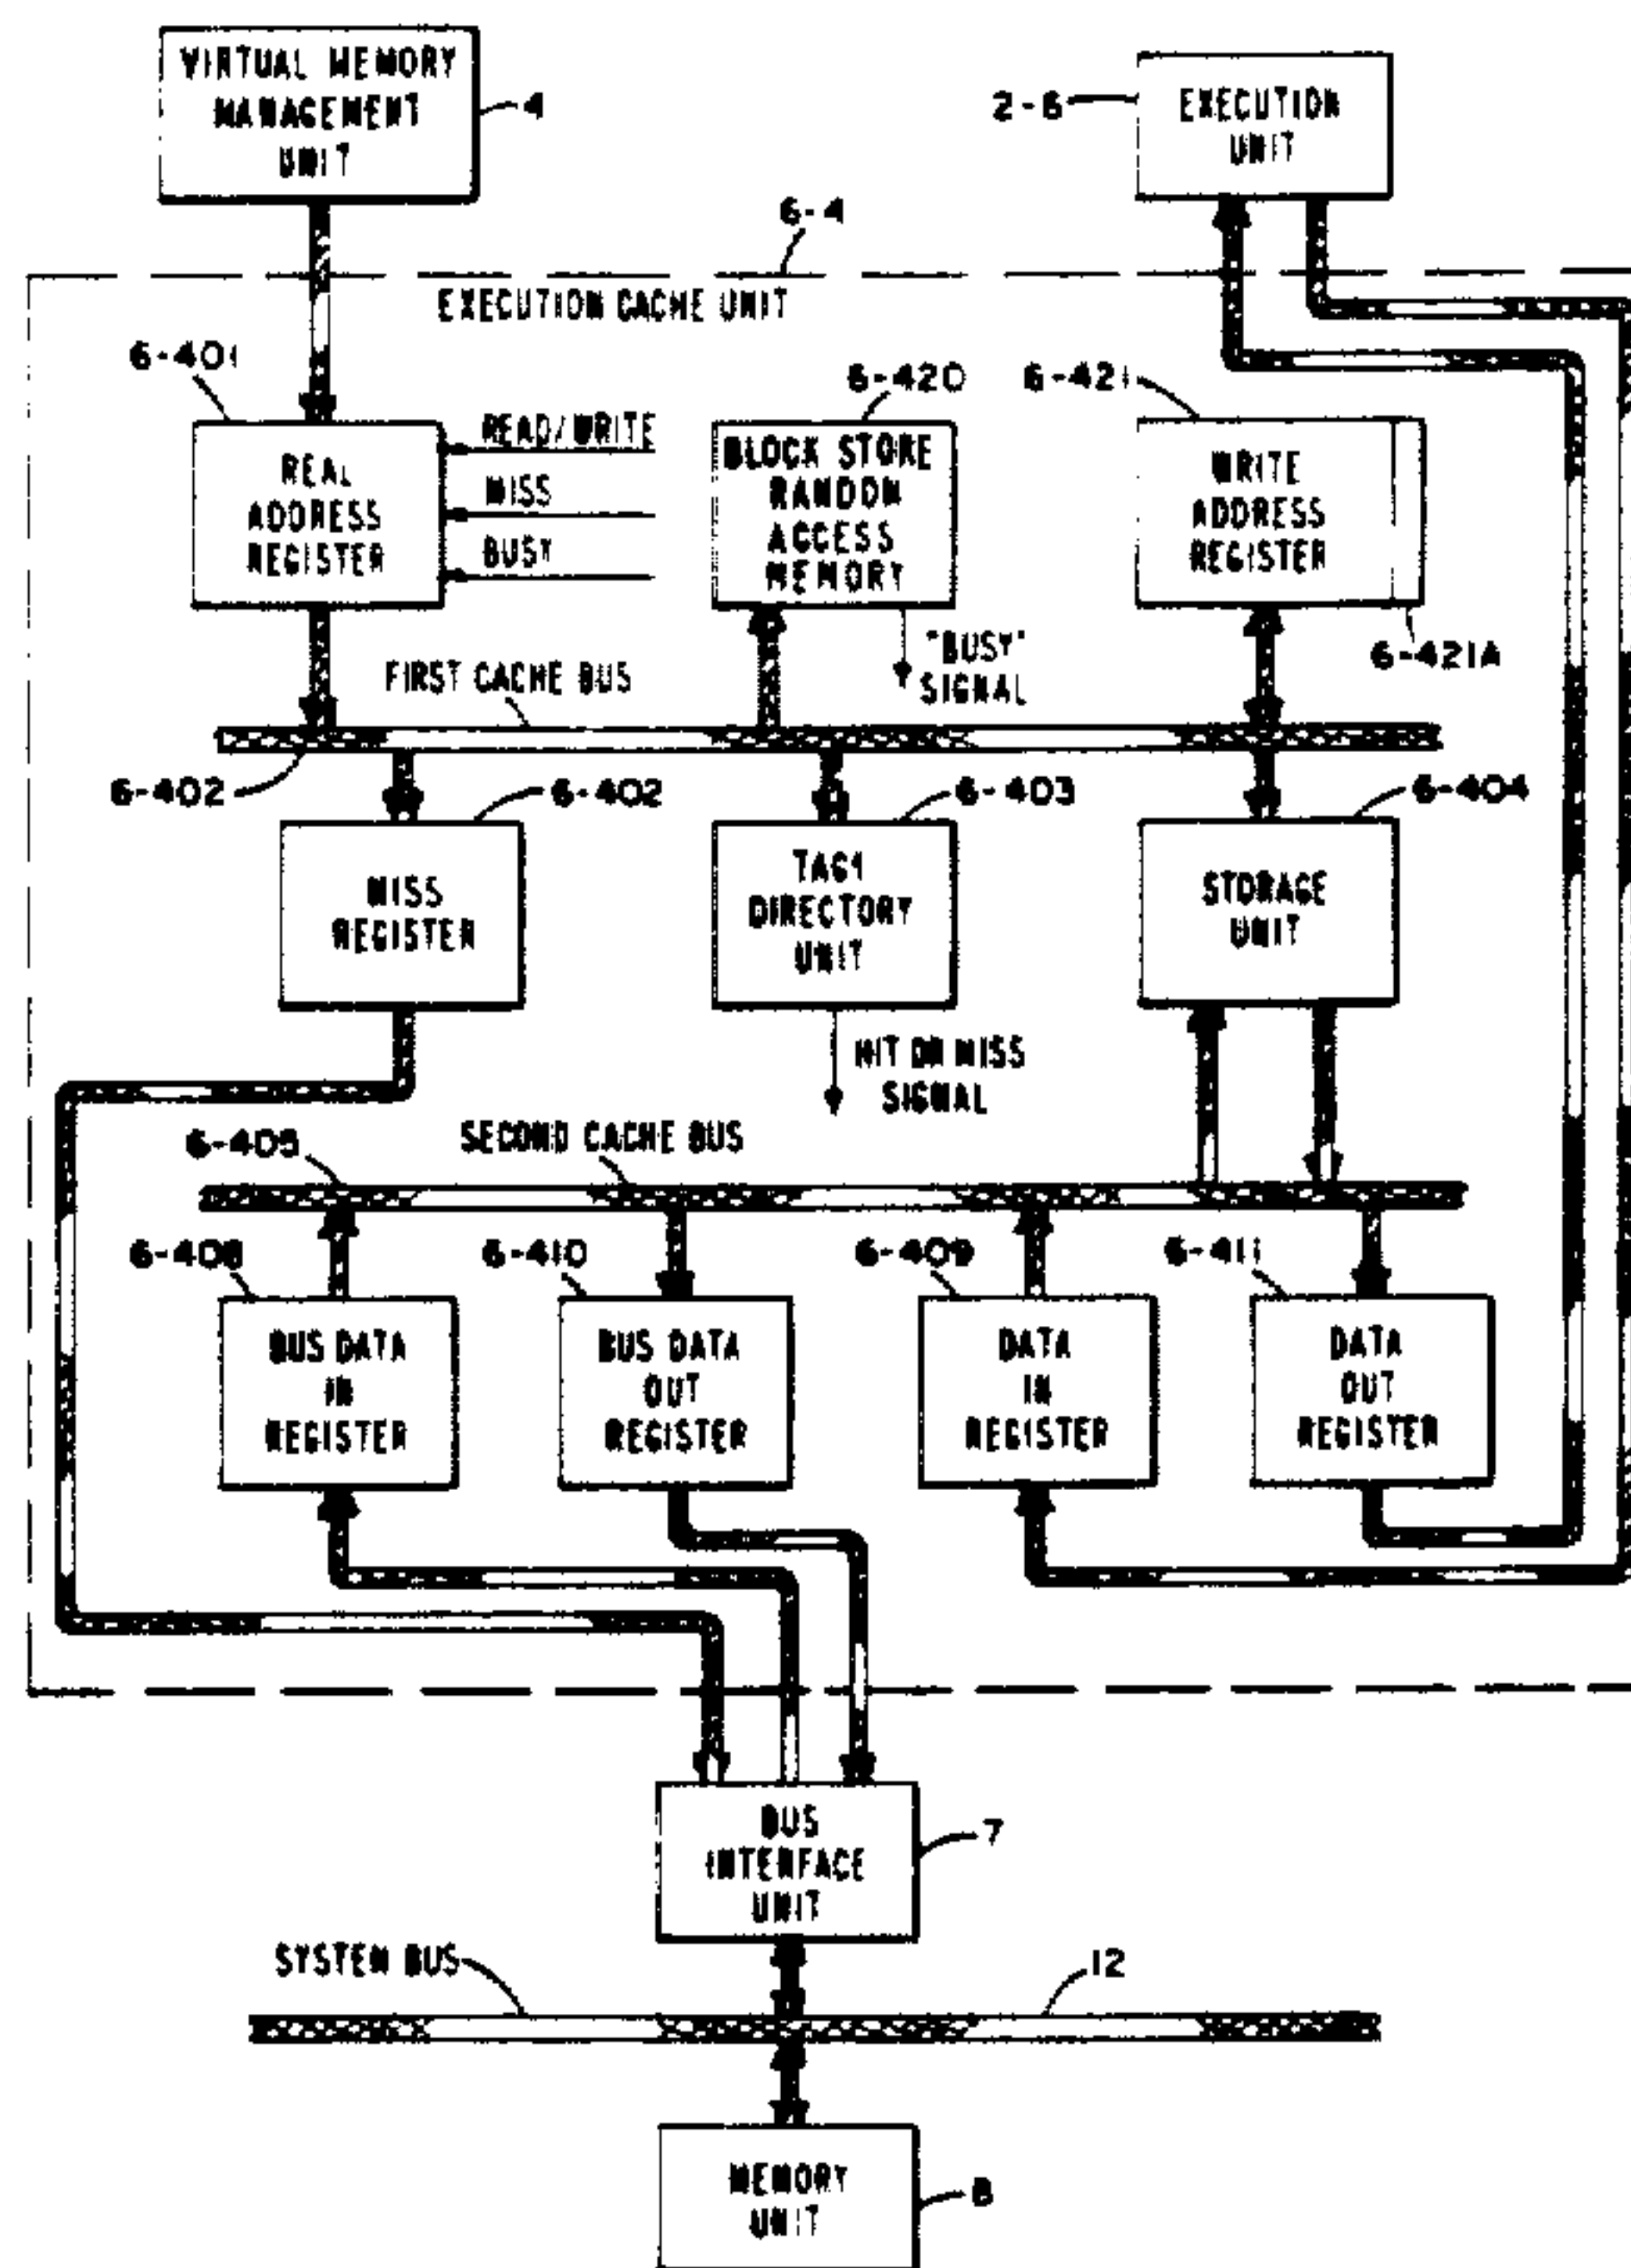 VIRTUAL MEMORY
MANAGEMENT
UNIT
4
2-6
EXECUTION
UNIT
6-4
EXECUTION CACHE UNIT
6-401
6-420
6-421
REAL
ADDRESS
REGISTER
READ/WRITE
MISS
BUSY
BLOCK STORE
RANDOM
ACCESS
MEMORY
WRITE
ADDRESS
REGISTER
6-421A
"BUSY"
SIGNAL
FIRST CACHE BUS
6-402
6-402
6-403
6-404
MISS
REGISTER
TAG1
DIRECTORY
UNIT
STORAGE
UNIT
HIT OR MISS
SIGNAL
6-405
SECOND CACHE BUS
6-408
6-410
6-409
6-411
BUS DATA
IN
REGISTER
BUS DATA
OUT
REGISTER
DATA
IN
REGISTER
DATA
OUT
REGISTER
BUS
INTERFACE
UNIT
7
SYSTEM BUS
12
MEMORY
UNIT
8